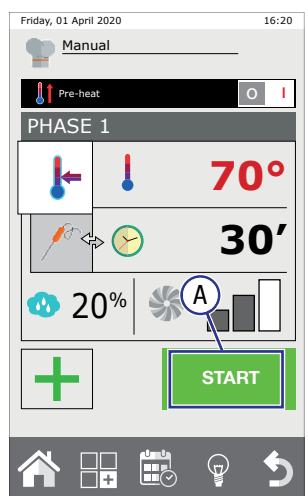 Friday, 01 April 2020 16:20
Manual
Pre-heat O I
PHASE 1
70°
30′
20%
A
START